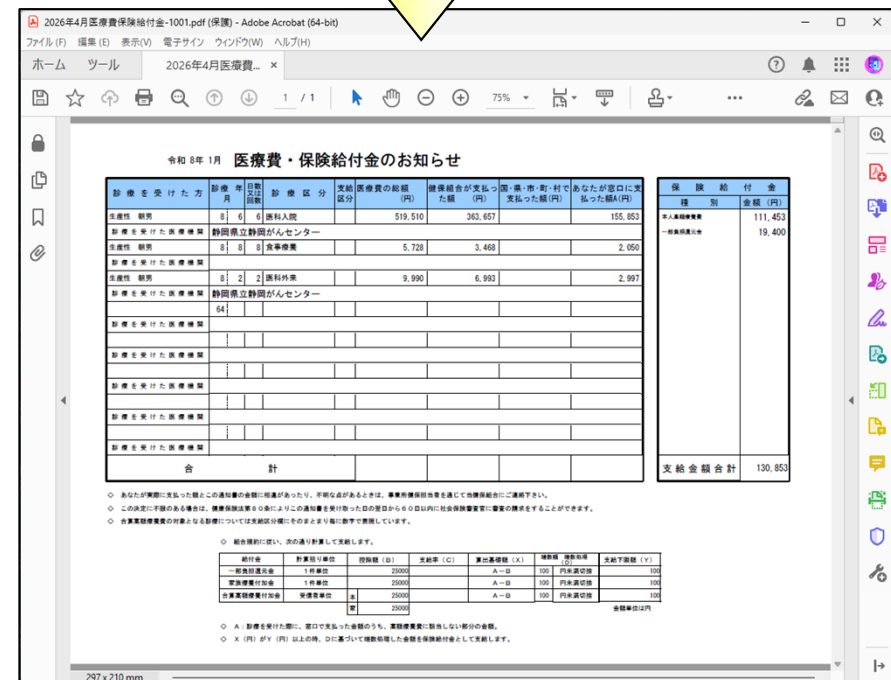 2026年4月医療費保険給付金-1001.pdf (保護) - Adobe Acrobat (64-bit)
ファイル(F) 編集(E) 表示(V) 電子サイン ウィンドウ(W) ヘルプ(H)
ホーム ツール 2026年4月医療費... ×
1 / 1 75%
令和 8年 1月 医療費・保険給付金のお知らせ
診療を受けた方 診療年月 日数又は回数 診療区分 支給区分 医療費の総額(円) 健保組合が支払った額(円) 国・県・市・町・村で支払った額(円) あなたが窓口に支払った額A(円)
生産性 朝男 8 6 6 医科入院 519,510 363,657 155,853
診療を受けた医療機関 静岡県立静岡がんセンター
生産性 朝男 8 8 8 食事療養 5,728 3,468 2,050
診療を受けた医療機関
生産性 朝男 8 2 2 医科外来 9,990 6,993 2,997
診療を受けた医療機関 静岡県立静岡がんセンター
64
診療を受けた医療機関
診療を受けた医療機関
診療を受けた医療機関
診療を受けた医療機関
診療を受けた医療機関
合計
保険給付金
種別 金額(円)
本人高額療養費 111,453
一部負担還元金 19,400
支給金額合計 130,853
◇ あなたが実際に支払った額とこの通知書の金額に相違があったり、不明な点があるときは、事業所健保担当者を通じて当健保組合にご連絡下さい。
◇ この決定に不服のある場合は、健康保険法第80条によりこの通知書を受け取った日の翌日から60日以内に社会保険審査官に審査の請求をすることができます。
◇ 合算高額療養費の対象となる診療については支給区分欄にそのまとまり毎に数字で表現しています。
◇ 組合規約に従い、次の通り計算して支給します。
給付金 計算括り単位 控除額(B) 支給率(C) 算出基礎額(X) 端数額 端数処理(D) 支給下限額(Y)
一部負担還元金 1件単位 25000 A－B 100 円未満切捨 100
家族療養付加金 1件単位 25000 A－B 100 円未満切捨 100
合算高額療養付加金 受信者単位 本 25000 A－B 100 円未満切捨 100
家 25000
金額単位は円
◇ A：診療を受けた際に、窓口で支払った金額のうち、高額療養費に該当しない部分の金額。
◇ X(円)がY(円)以上の時、Dに基づいて端数処理した金額を保険給付金として支給します。
297 x 210 mm